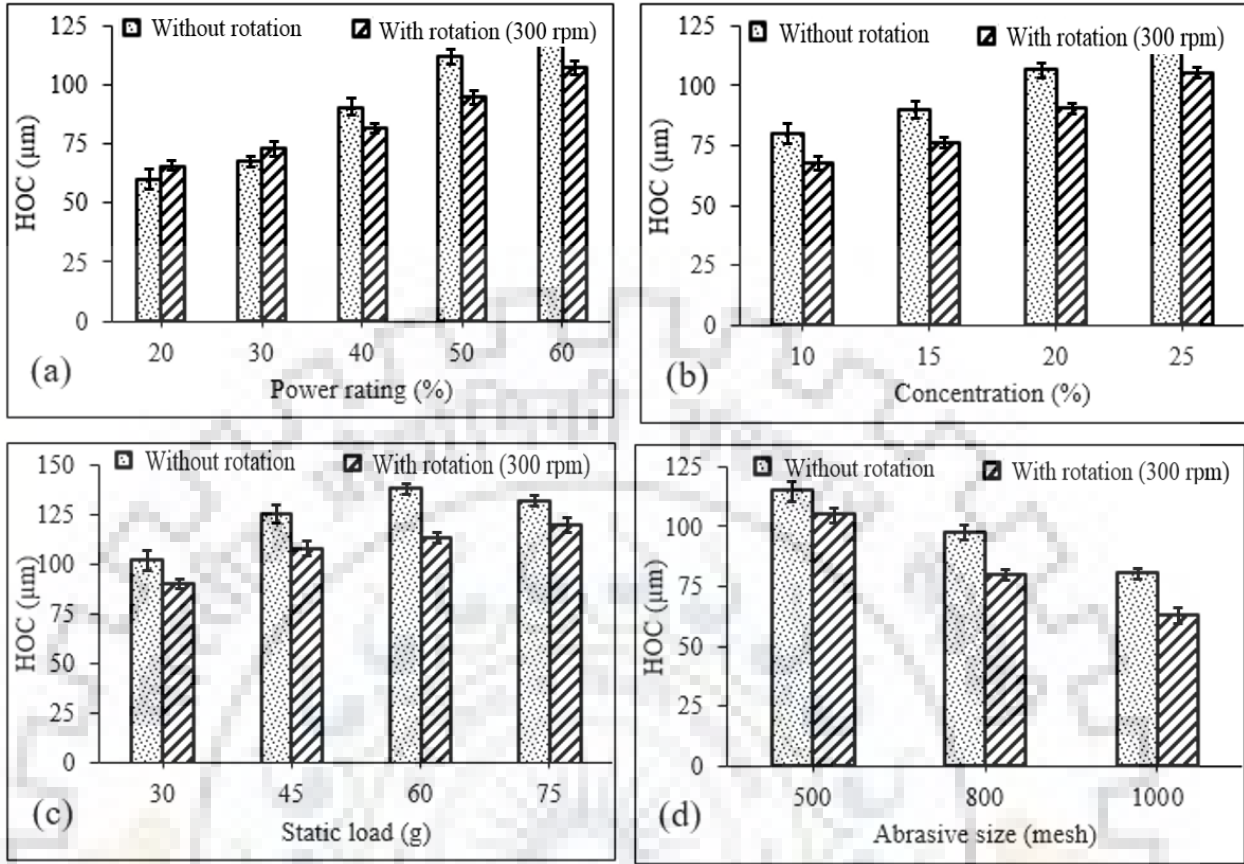 125
Without rotation
With rotation (300 rpm)
100
75
50
25
0
HOC (μm)
20 30 40 50 60
(a)
Power rating (%)
125
Without rotation
With rotation (300 rpm)
100
75
50
25
0
HOC (μm)
10 15 20 25
(b)
Concentration (%)
150
Without rotation
With rotation (300 rpm)
125
100
75
50
25
0
HOC (μm)
30 45 60 75
(c)
Static load (g)
125
Without rotation
With rotation (300 rpm)
100
75
50
25
0
HOC (μm)
500 800 1000
(d)
Abrasive size (mesh)